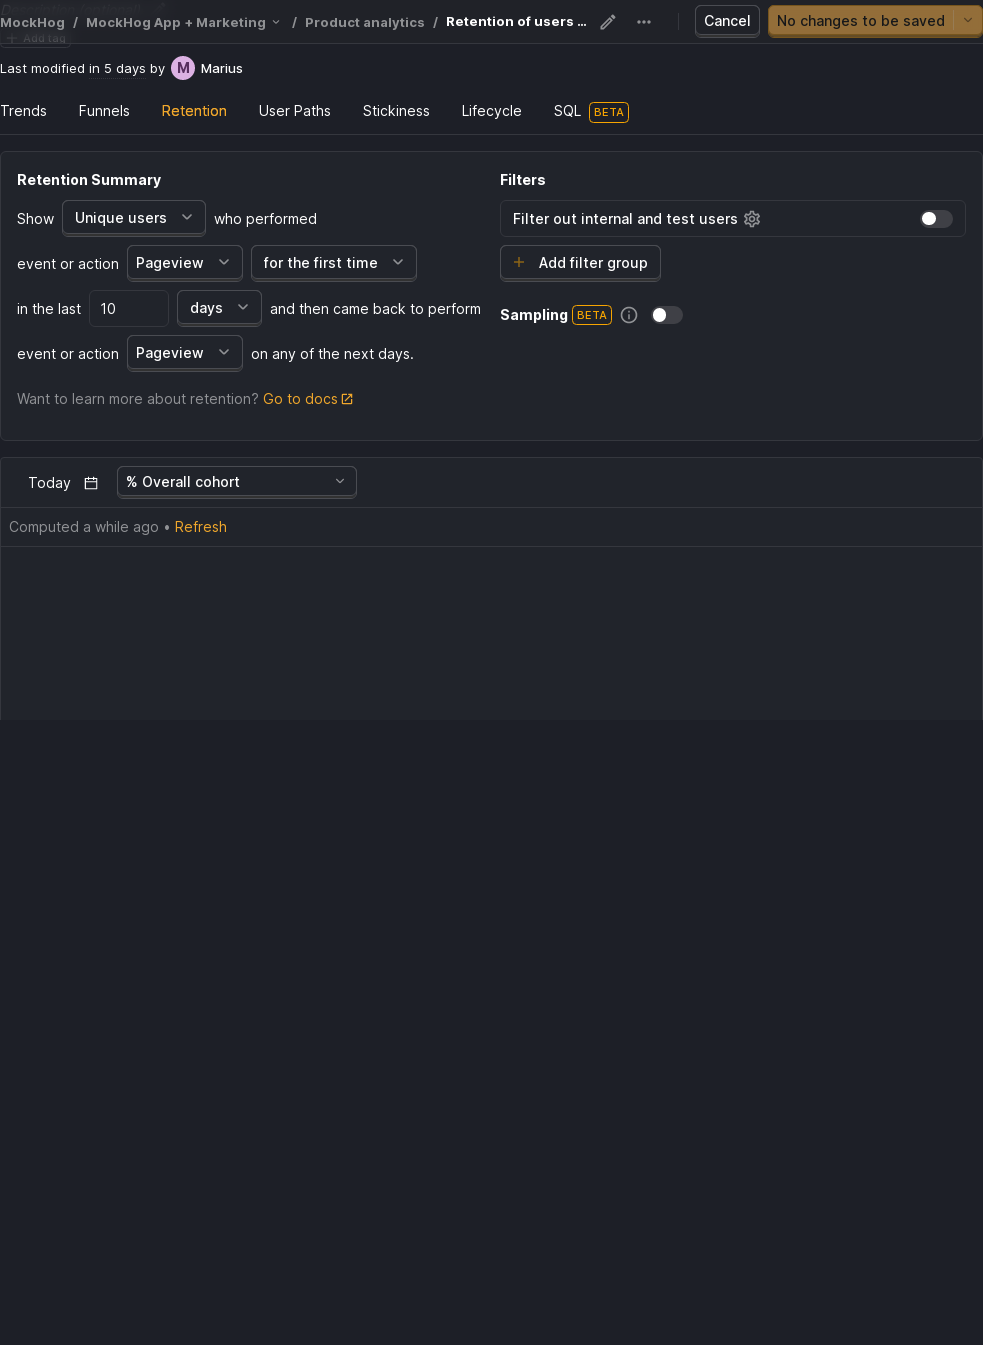 MockHog / MockHog App + Marketing / Product analytics / Retention of users … Cancel No changes to be saved
Add tag
Last modified in 5 days by M Marius
Trends Funnels Retention User Paths Stickiness Lifecycle SQL BETA
Retention Summary
Show Unique users who performed
event or action Pageview for the first time
in the last 10 days and then came back to perform
event or action Pageview on any of the next days.
Want to learn more about retention? Go to docs
Filters
Filter out internal and test users
+ Add filter group
Sampling BETA
Today % Overall cohort
Computed a while ago • Refresh